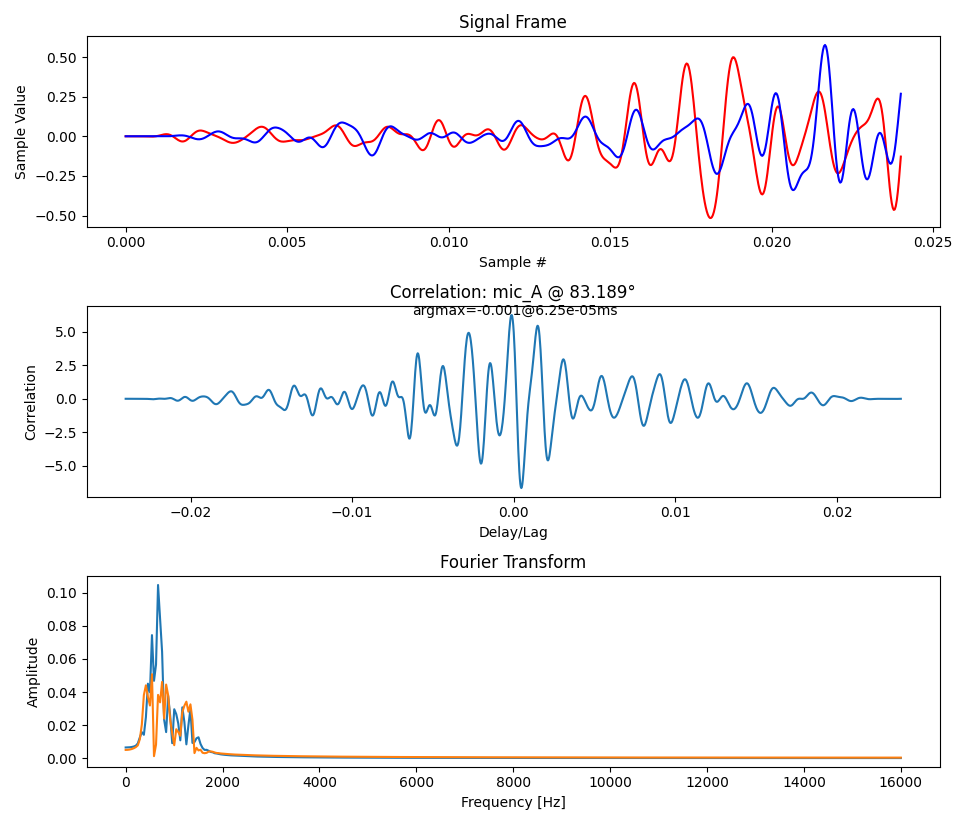 Signal Frame
Sample Value
0.50
0.25
0.00
−0.25
−0.50
0.000 0.005 0.010 0.015 0.020 0.025
Sample #
Correlation: mic_A @ 83.189°
argmax=-0.001@6.25e-05ms
Correlation
5.0
2.5
0.0
−2.5
−5.0
−0.02 −0.01 0.00 0.01 0.02
Delay/Lag
Fourier Transform
Amplitude
0.10
0.08
0.06
0.04
0.02
0.00
0 2000 4000 6000 8000 10000 12000 14000 16000
Frequency [Hz]